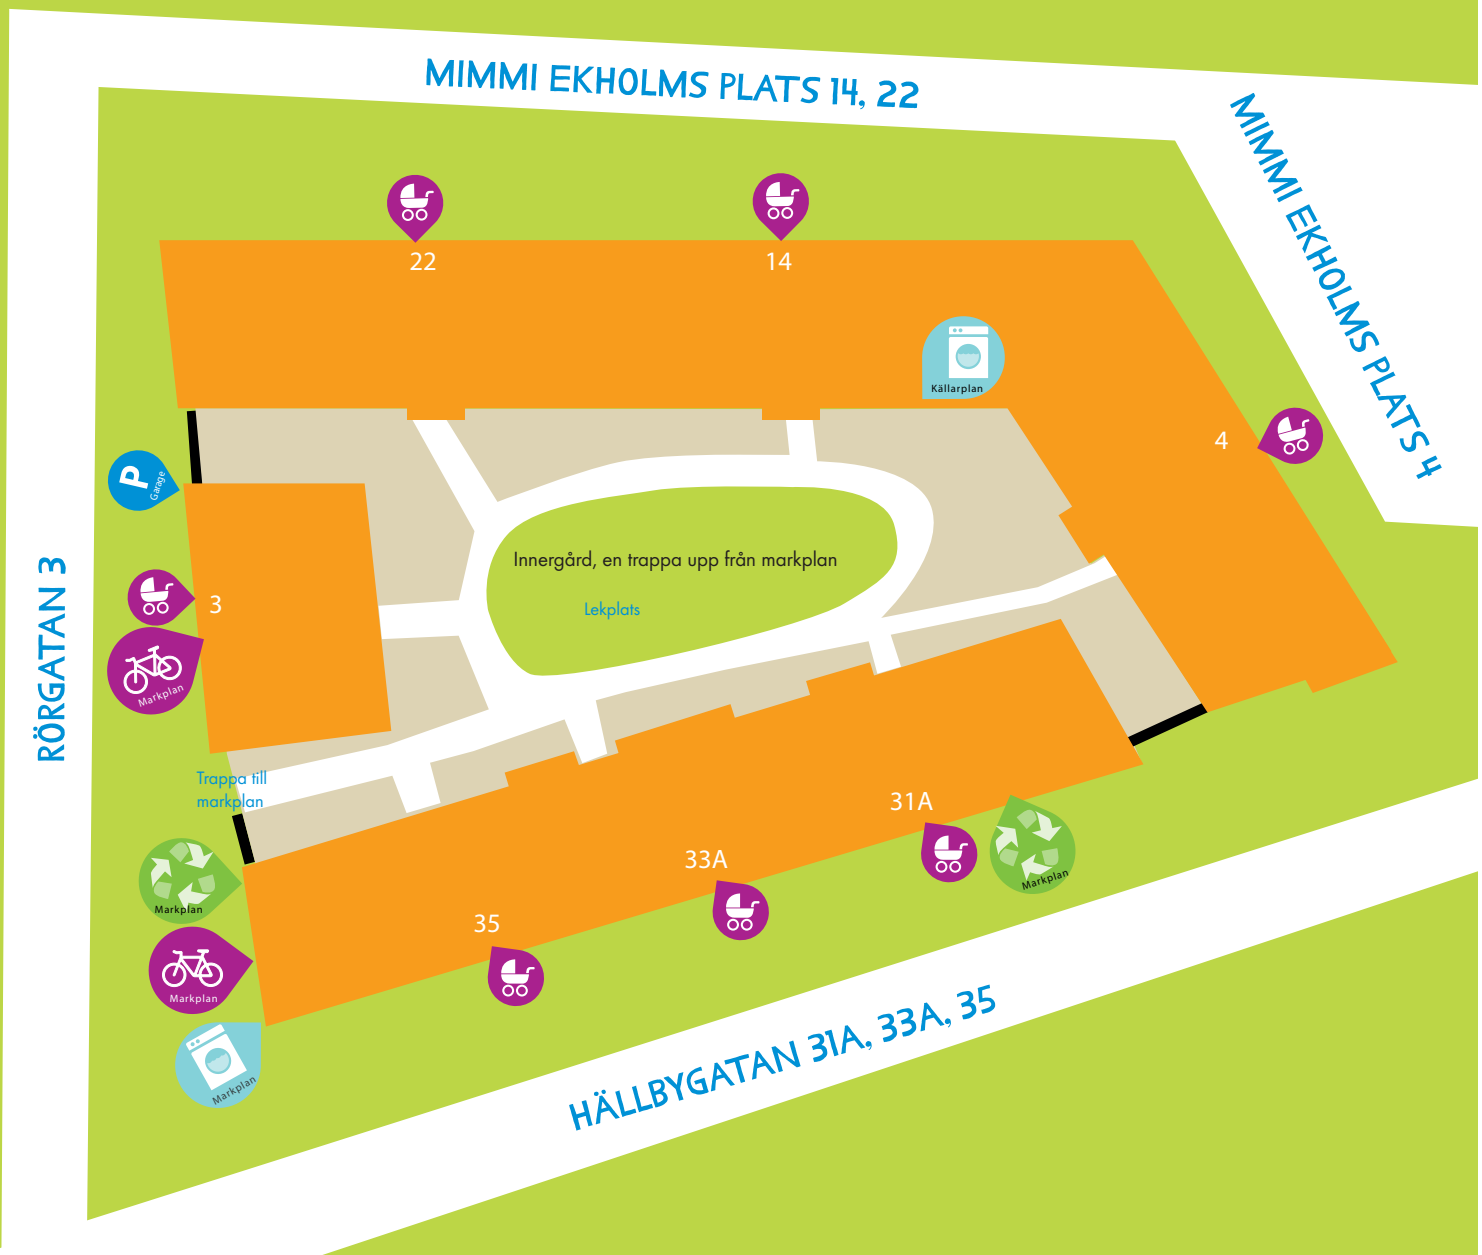 MIMMI EKHOLMS PLATS 14, 22
MIMMI EKHOLMS PLATS 4
22
14
Källarplan
4
P
Garage
Innergård, en trappa upp från markplan
Lekplats
3
RÖRGATAN 3
Markplan
Trappa till
markplan
31A
33A
35
Markplan
Markplan
Markplan
Markplan
HÄLLBYGATAN 31A, 33A, 35